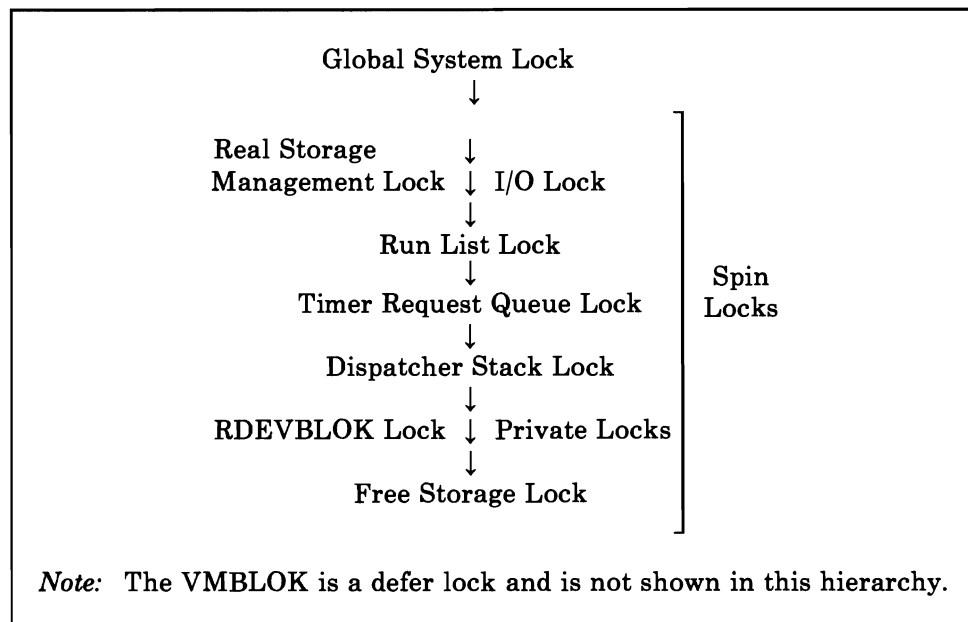 Global System Lock
↓
Real Storage ↓
Management Lock ↓ I/O Lock
↓
Run List Lock
↓
Timer Request Queue Lock
↓
Dispatcher Stack Lock
↓
RDEVBLOK Lock ↓ Private Locks
↓
Free Storage Lock
Spin
Locks
Note: The VMBLOK is a defer lock and is not shown in this hierarchy.